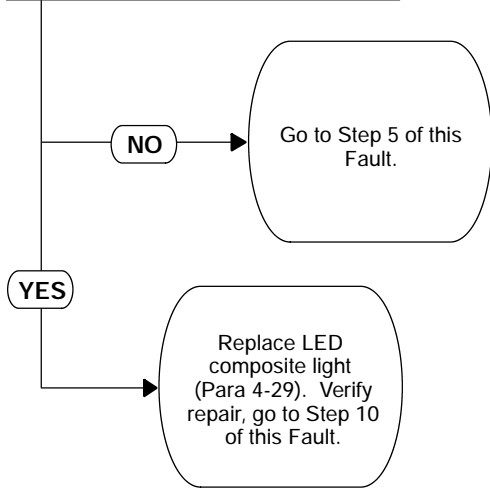 NO
Go to Step 5 of this
Fault.
YES
Replace LED
composite light
(Para 4-29). Verify
repair, go to Step 10
of this Fault.